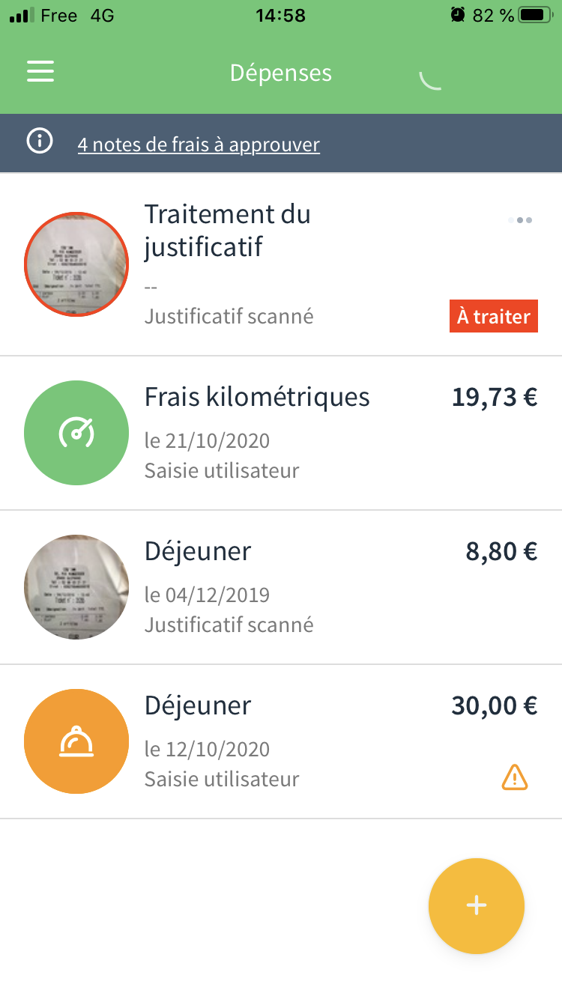 Free 4G 14:58 82 %
Dépenses
4 notes de frais à approuver
Traitement du
justificatif
--
Justificatif scanné
À traiter
Frais kilométriques 19,73 €
le 21/10/2020
Saisie utilisateur
Déjeuner 8,80 €
le 04/12/2019
Justificatif scanné
Déjeuner 30,00 €
le 12/10/2020
Saisie utilisateur
+